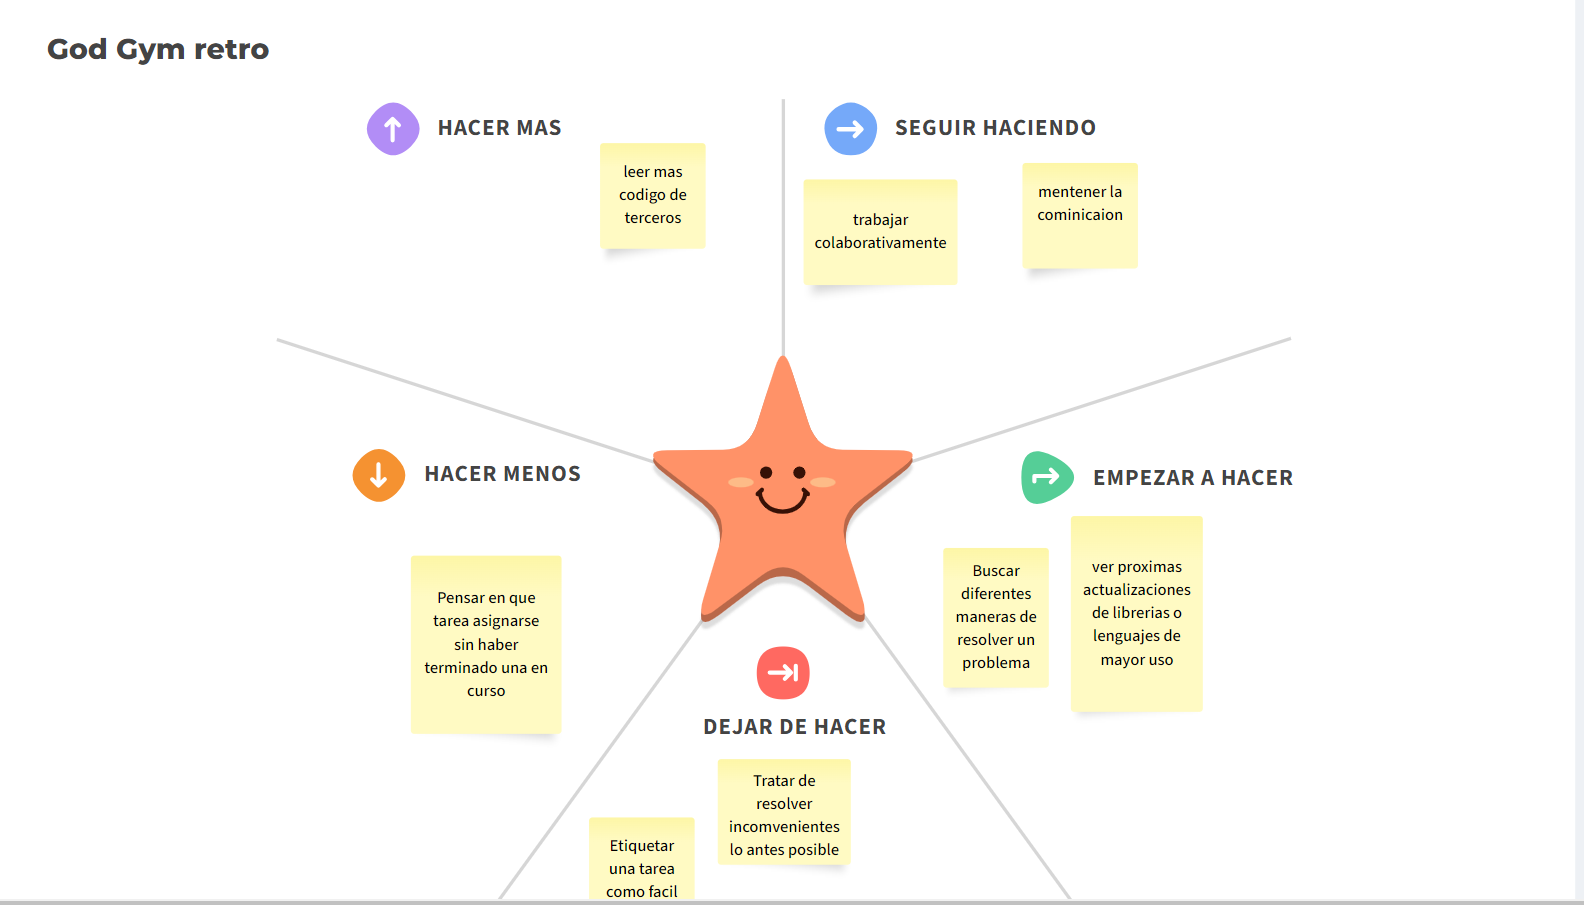 God Gym retro
HACER MAS
leer mas
codigo de
terceros
SEGUIR HACIENDO
trabajar
colaborativamente
mentener la
cominicaion
HACER MENOS
Pensar en que
tarea asignarse
sin haber
terminado una en
curso
EMPEZAR A HACER
Buscar
diferentes
maneras de
resolver un
problema
ver proximas
actualizaciones
de librerias o
lenguajes de
mayor uso
DEJAR DE HACER
Tratar de
resolver
incomvenientes
lo antes posible
Etiquetar
una tarea
como facil